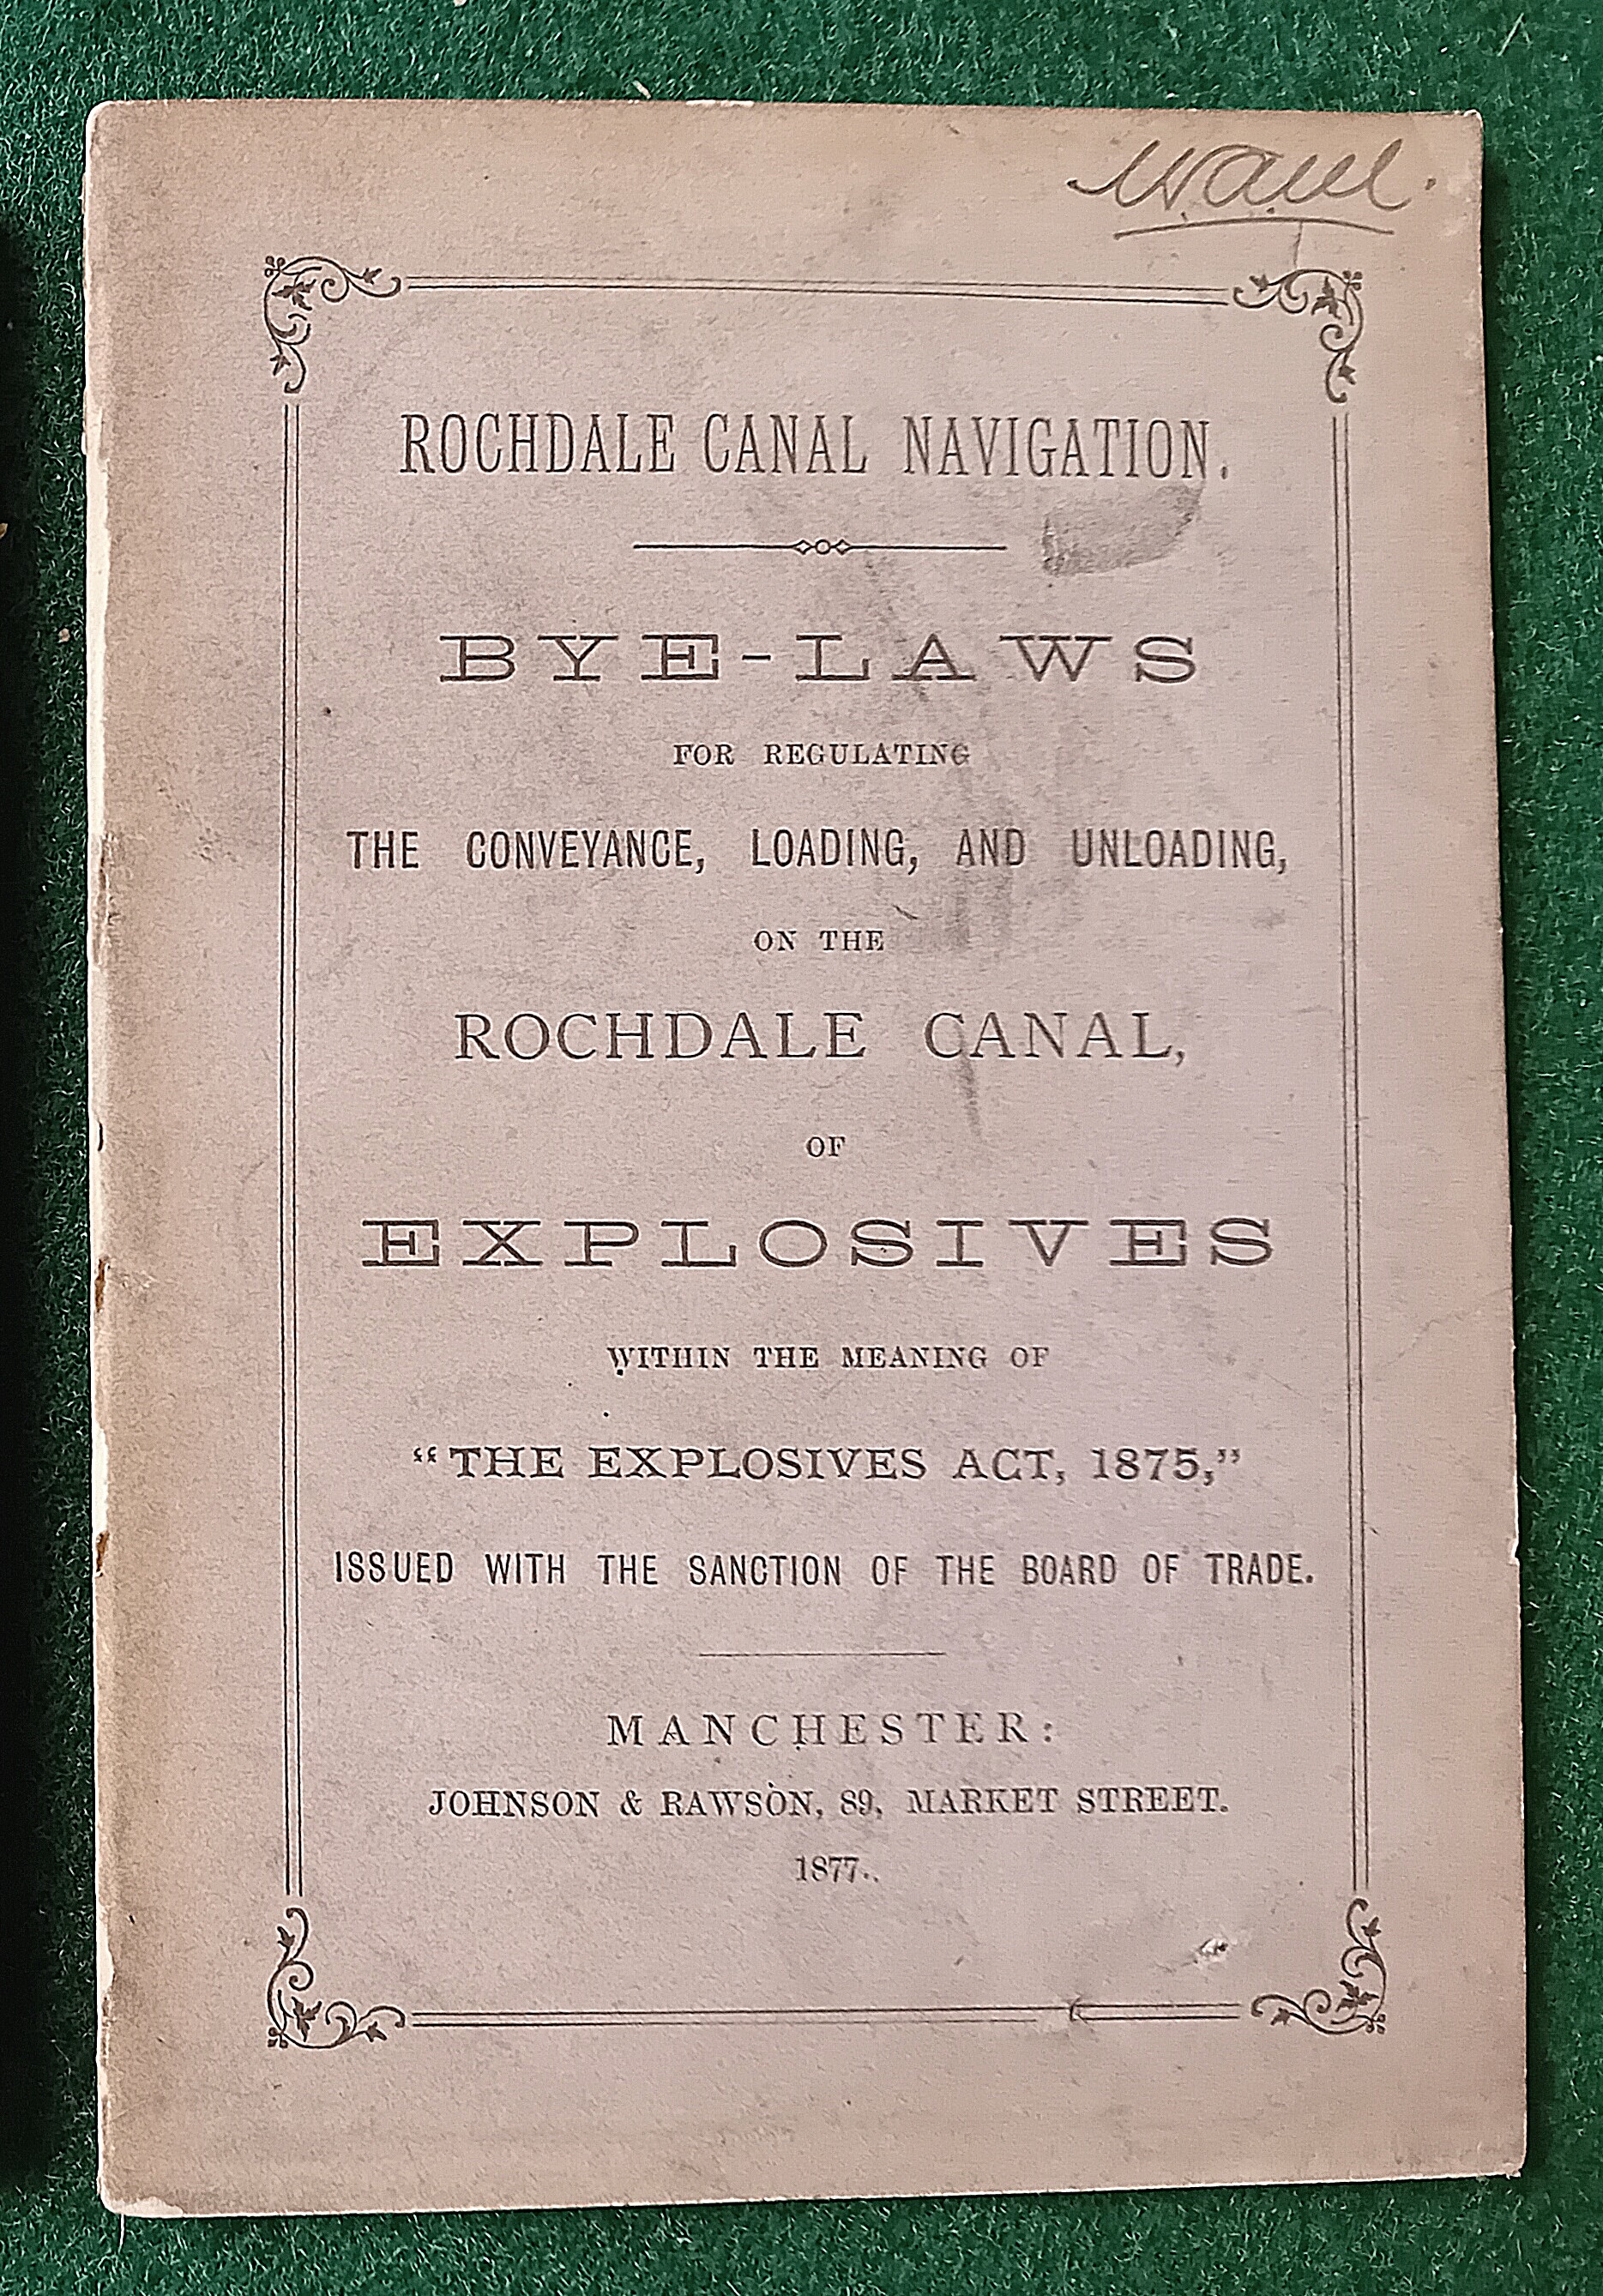 ROCHDALE CANAL NAVIGATION.
BYE-LAWS
FOR REGULATING
THE CONVEYANCE, LOADING, AND UNLOADING,
ON THE
ROCHDALE CANAL,
OF
EXPLOSIVES
WITHIN THE MEANING OF
“THE EXPLOSIVES ACT, 1875,”
ISSUED WITH THE SANCTION OF THE BOARD OF TRADE.
MANCHESTER:
JOHNSON & RAWSON, 89, MARKET STREET.
1877.